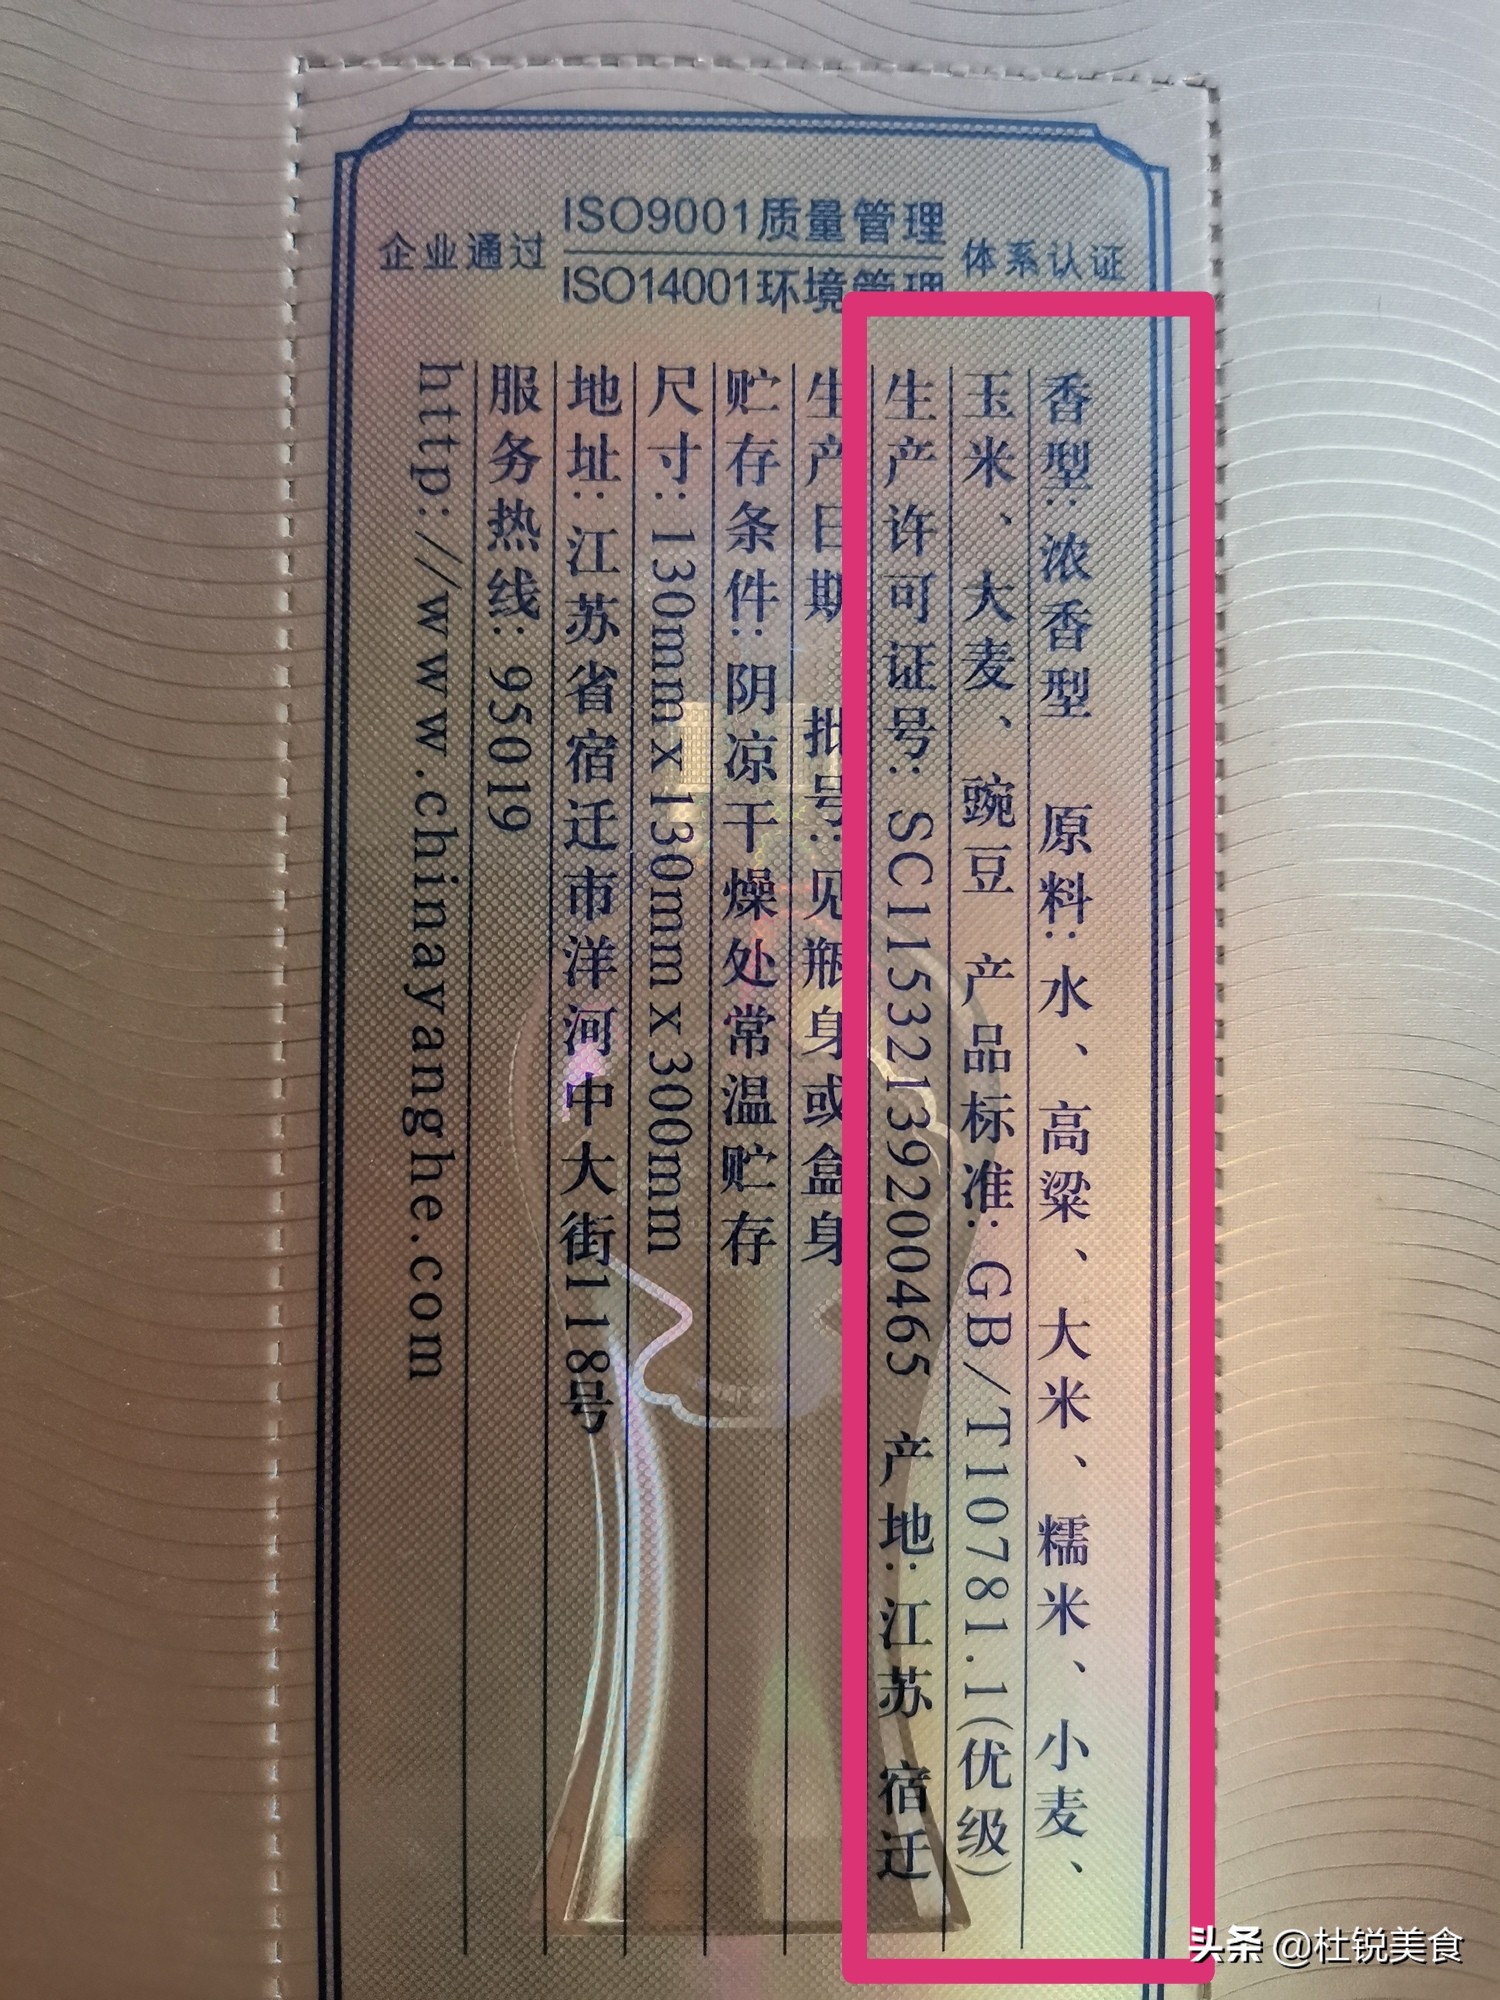 企业通过
ISO9001质量管理
ISO14001环境管理
体系认证
香型:浓香型 原料:水、高粱、大米、糯米、小麦、
玉米、大麦、豌豆 产品标准:GB/T10781.1(优级)
生产许可证号:SC11532139200465 产地:江苏 宿迁
生产日期 批号:见瓶身或盒身
贮存条件:阴凉干燥处常温贮存
尺寸:130mmx130mmx300mm
地址:江苏省宿迁市洋河中大街118号
服务热线:95019
http://www.chinayanghe.com
头条 @杜锐美食